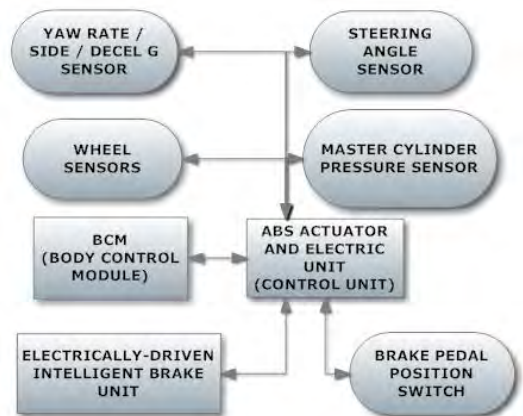 YAW RATE /
SIDE / DECEL G
SENSOR
STEERING
ANGLE
SENSOR
WHEEL
SENSORS
MASTER CYLINDER
PRESSURE SENSOR
BCM
(BODY CONTROL
MODULE)
ABS ACTUATOR
AND ELECTRIC
UNIT
(CONTROL UNIT)
ELECTRICALLY-DRIVEN
INTELLIGENT BRAKE
UNIT
BRAKE PEDAL
POSITION
SWITCH